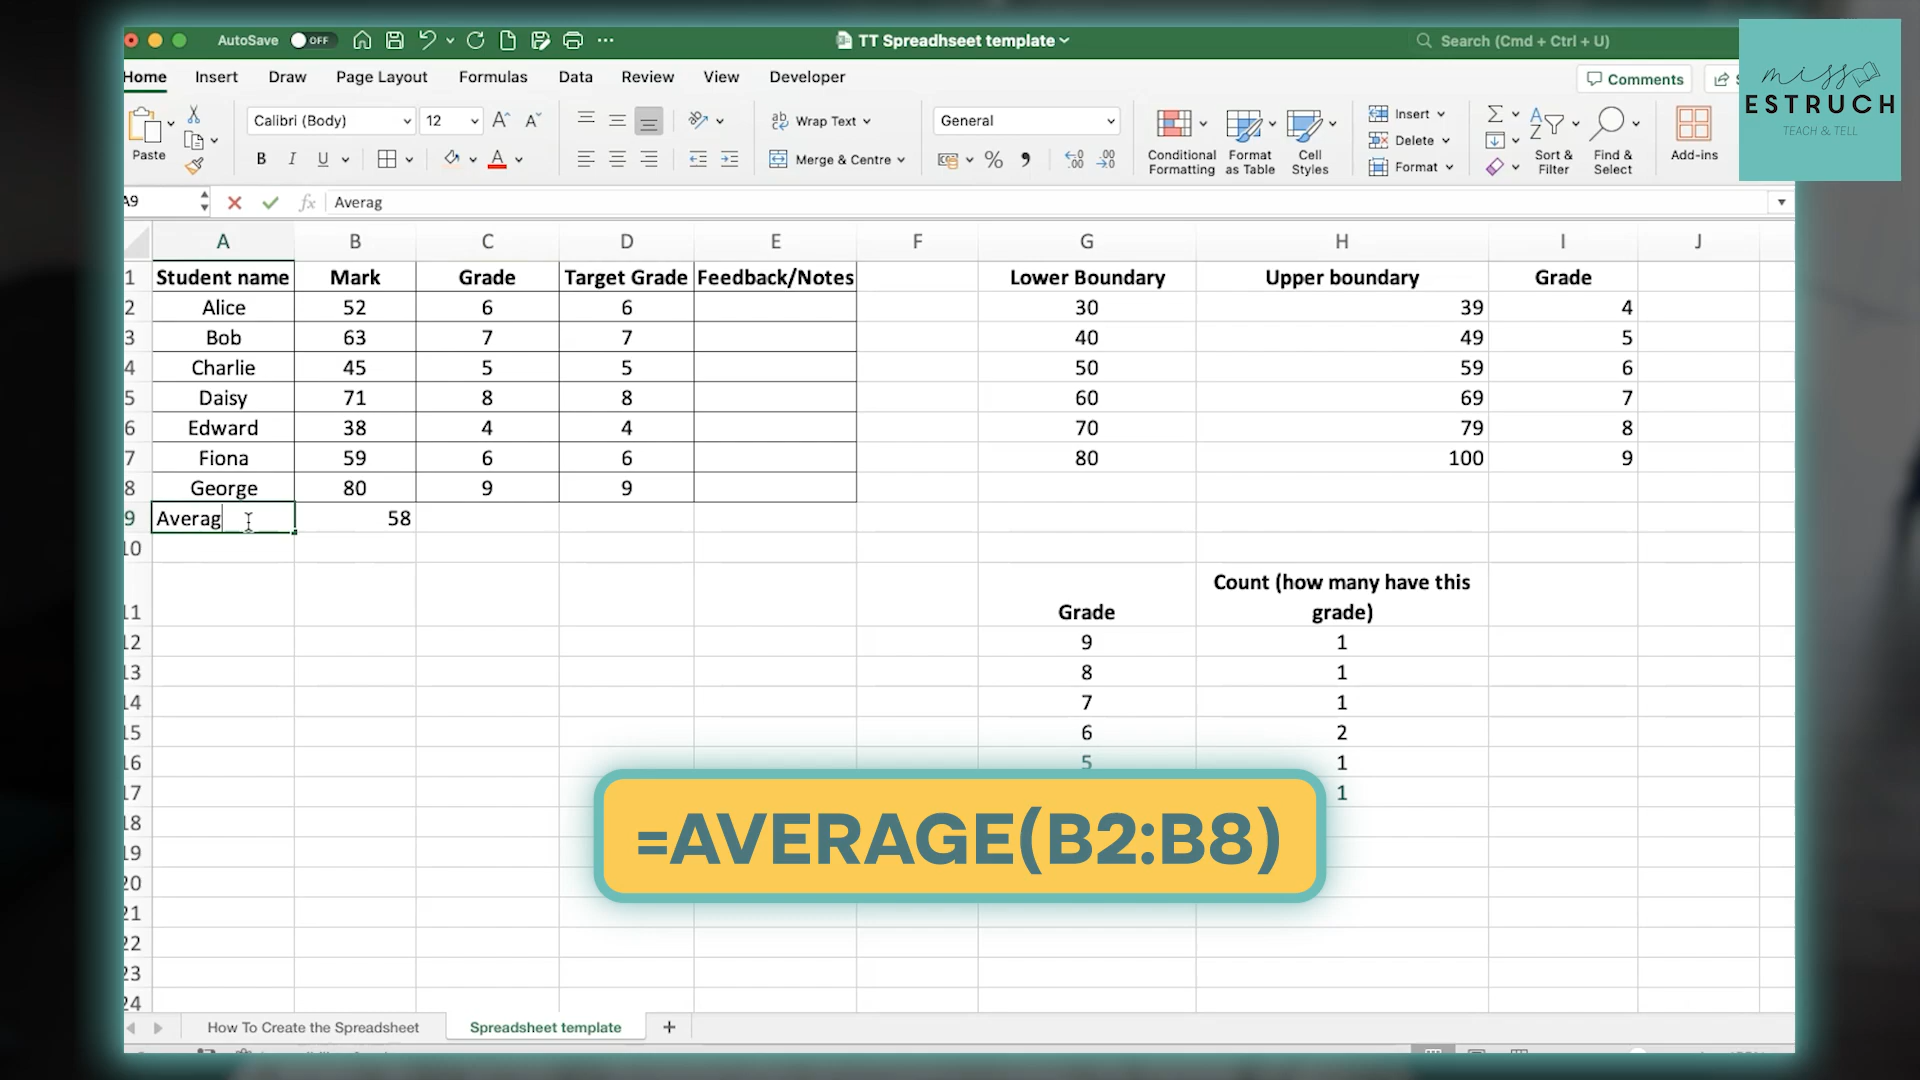 AutoSave OFF TT Spreadhseet template Search (Cmd + Ctrl + U)
miss
ESTRUCH
TEACH & TELL
Home Insert Draw Page Layout Formulas Data Review View Developer Comments
Paste Calibri (Body) 12 Wrap Text Merge & Centre General Conditional Formatting Format as Table Cell Styles Insert Delete Format Sort & Filter Find & Select Add-ins
A9 fx Averag
A B C D E F G H I J
1 Student name Mark Grade Target Grade Feedback/Notes Lower Boundary Upper boundary Grade
2 Alice 52 6 6 30 39 4
3 Bob 63 7 7 40 49 5
4 Charlie 45 5 5 50 59 6
5 Daisy 71 8 8 60 69 7
6 Edward 38 4 4 70 79 8
7 Fiona 59 6 6 80 100 9
8 George 80 9 9
9 Averag 58
10
Count (how many have this
11 Grade grade)
12 9 1
13 8 1
14 7 1
15 6 2
16 5 1
17 1
18
=AVERAGE(B2:B8)
19
20
21
22
23
24
How To Create the Spreadsheet Spreadsheet template +